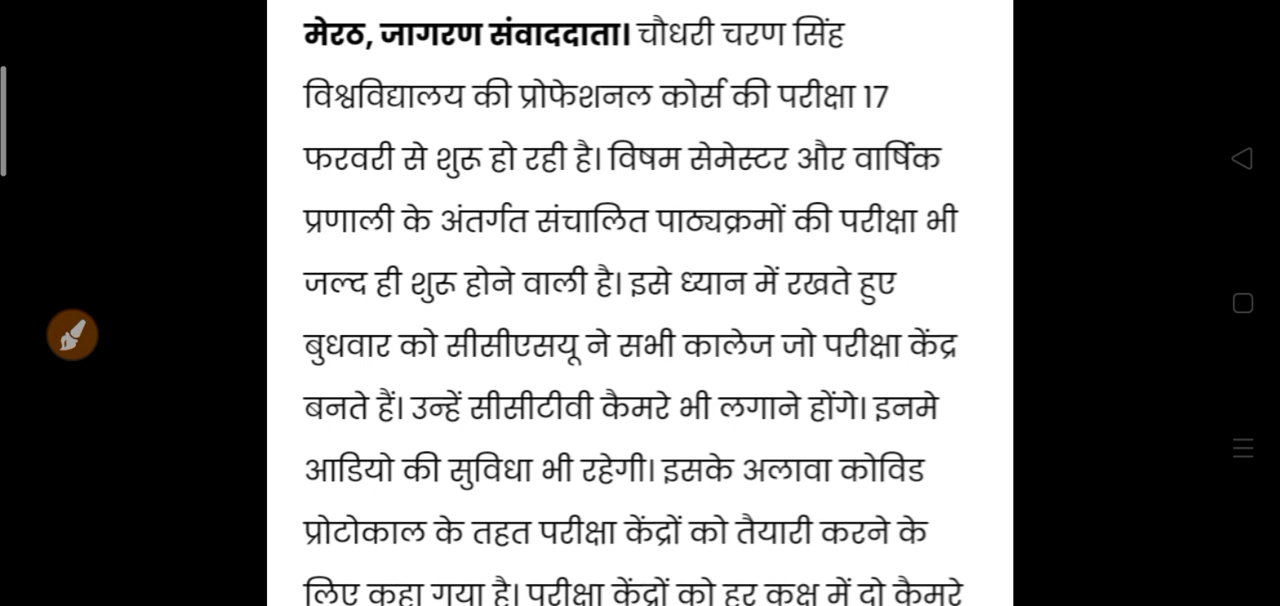 मेरठ, जागरण संवाददाता। चौधरी चरण सिंह
विश्वविद्यालय की प्रोफेशनल कोर्स की परीक्षा 17
फरवरी से शुरू हो रही है। विषम सेमेस्टर और वार्षिक
प्रणाली के अंतर्गत संचालित पाठ्यक्रमों की परीक्षा भी
जल्द ही शुरू होने वाली है। इसे ध्यान में रखते हुए
बुधवार को सीसीएसयू ने सभी कालेज जो परीक्षा केंद्र
बनते हैं। उन्हें सीसीटीवी कैमरे भी लगाने होंगे। इनमे
आडियो की सुविधा भी रहेगी। इसके अलावा कोविड
प्रोटोकाल के तहत परीक्षा केंद्रों को तैयारी करने के
लिए कहा गया है। परीक्षा केंद्रों को हर कक्ष में दो कैमरे